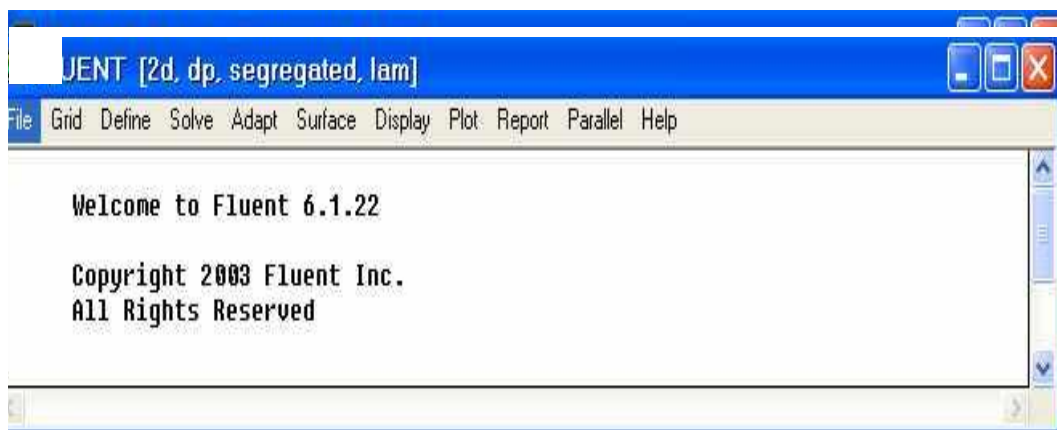 UENT [2d, dp, segregated, lam]
File Grid Define Solve Adapt Surface Display Plot Report Parallel Help
Welcome to Fluent 6.1.22
Copyright 2003 Fluent Inc.
All Rights Reserved